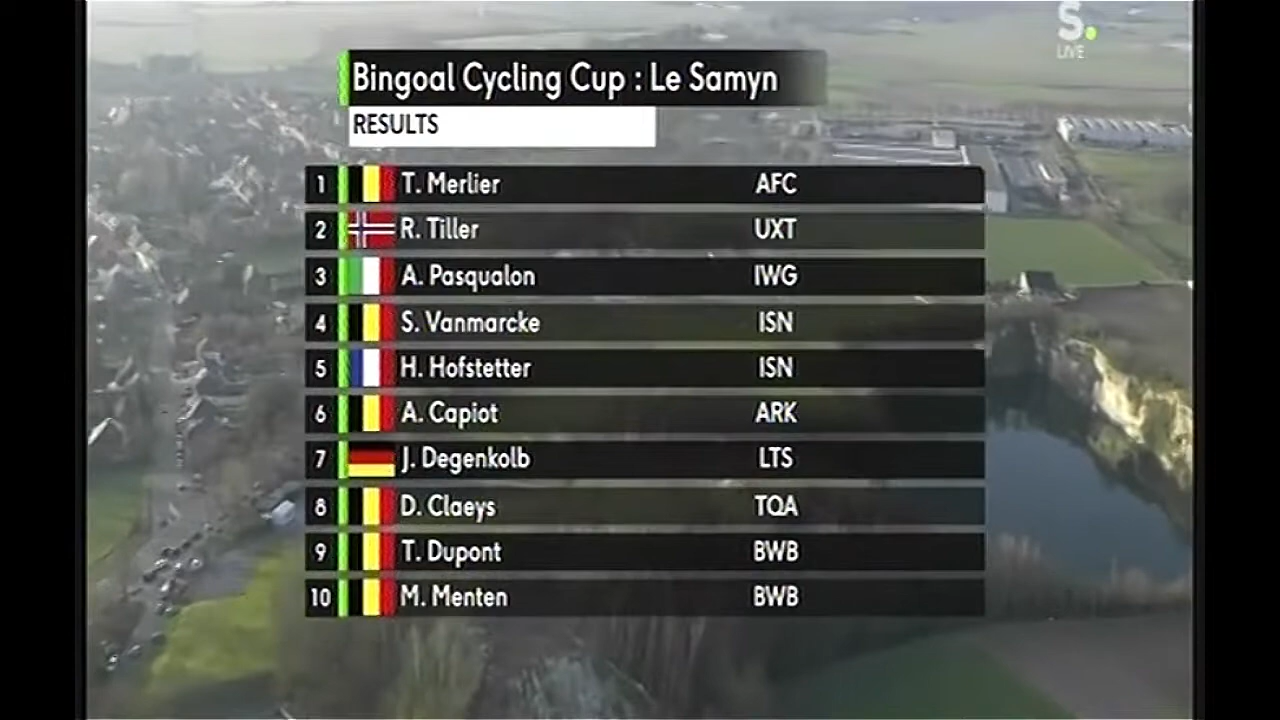 S.
LIVE
Bingoal Cycling Cup : Le Samyn
RESULTS
1 T. Merlier AFC
2 R. Tiller UXT
3 A. Pasqualon IWG
4 S. Vanmarcke ISN
5 H. Hofstetter ISN
6 A. Capiot ARK
7 J. Degenkolb LTS
8 D. Claeys TQA
9 T. Dupont BWB
10 M. Menten BWB